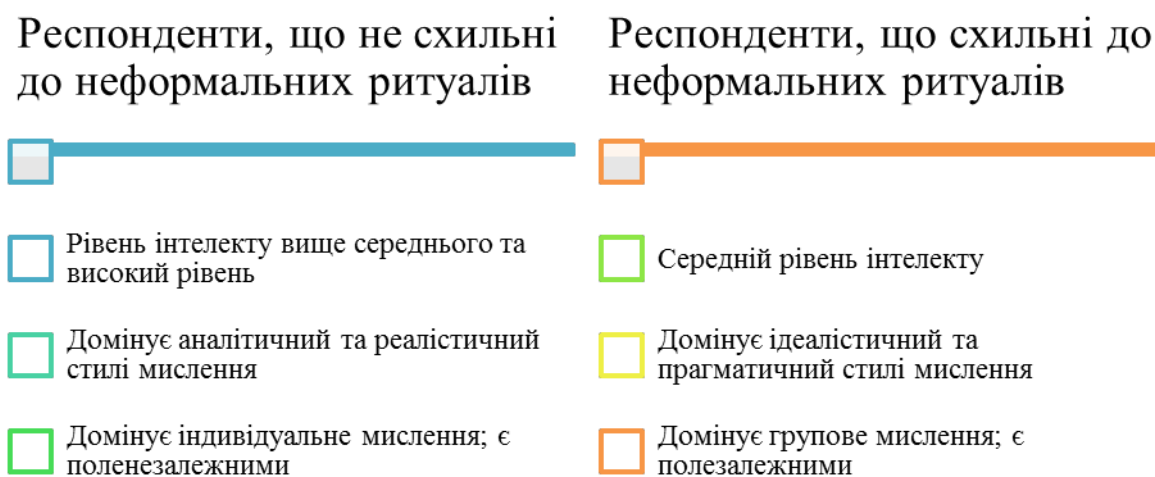 Респонденти, що не схильні
до неформальних ритуалів
Рівень інтелекту вище середнього та
високий рівень
Домінує аналітичний та реалістичний
стилі мислення
Домінує індивідуальне мислення; є
поленезалежними
Респонденти, що схильні до
неформальних ритуалів
Середній рівень інтелекту
Домінує ідеалістичний та
прагматичний стилі мислення
Домінує групове мислення; є
полезалежними